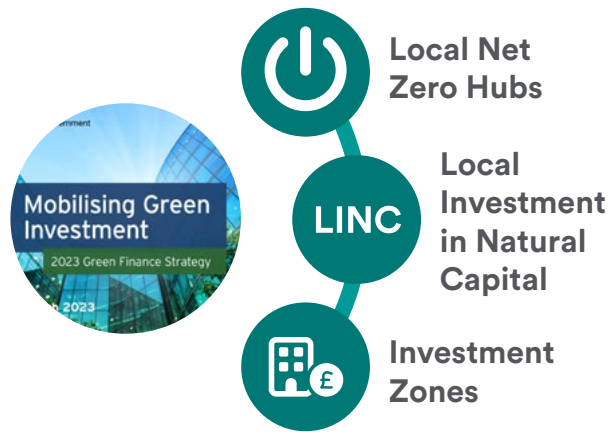 Mobilising Green
Investment
2023 Green Finance Strategy
2023
Local Net
Zero Hubs
LINC
Local
Investment
in Natural
Capital
£
Investment
Zones